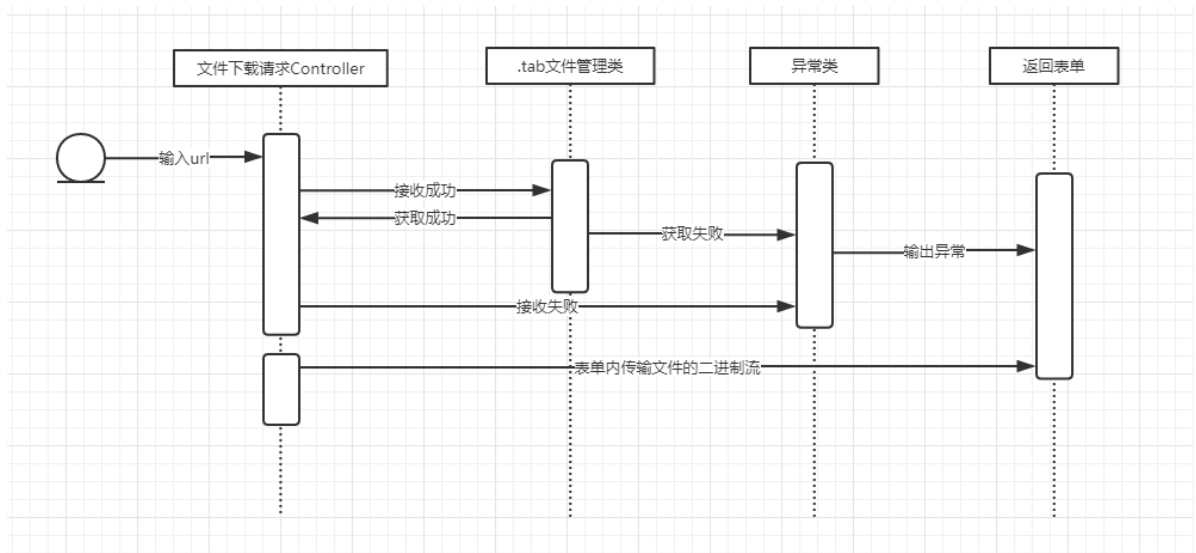 文件下载请求Controller
.tab文件管理类
异常类
返回表单
输入url
接收成功
获取成功
获取失败
输出异常
接收失败
表单内传输文件的二进制流